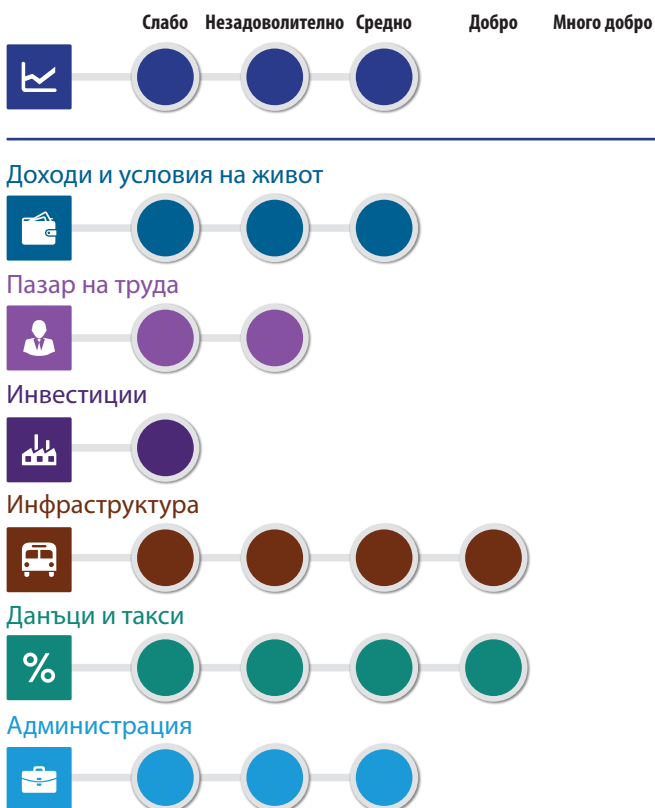 Слабо Незадоволително Средно Добро Много добро
Доходи и условия на живот
Пазар на труда
Инвестиции
Инфраструктура
Данъци и такси
%
Администрация